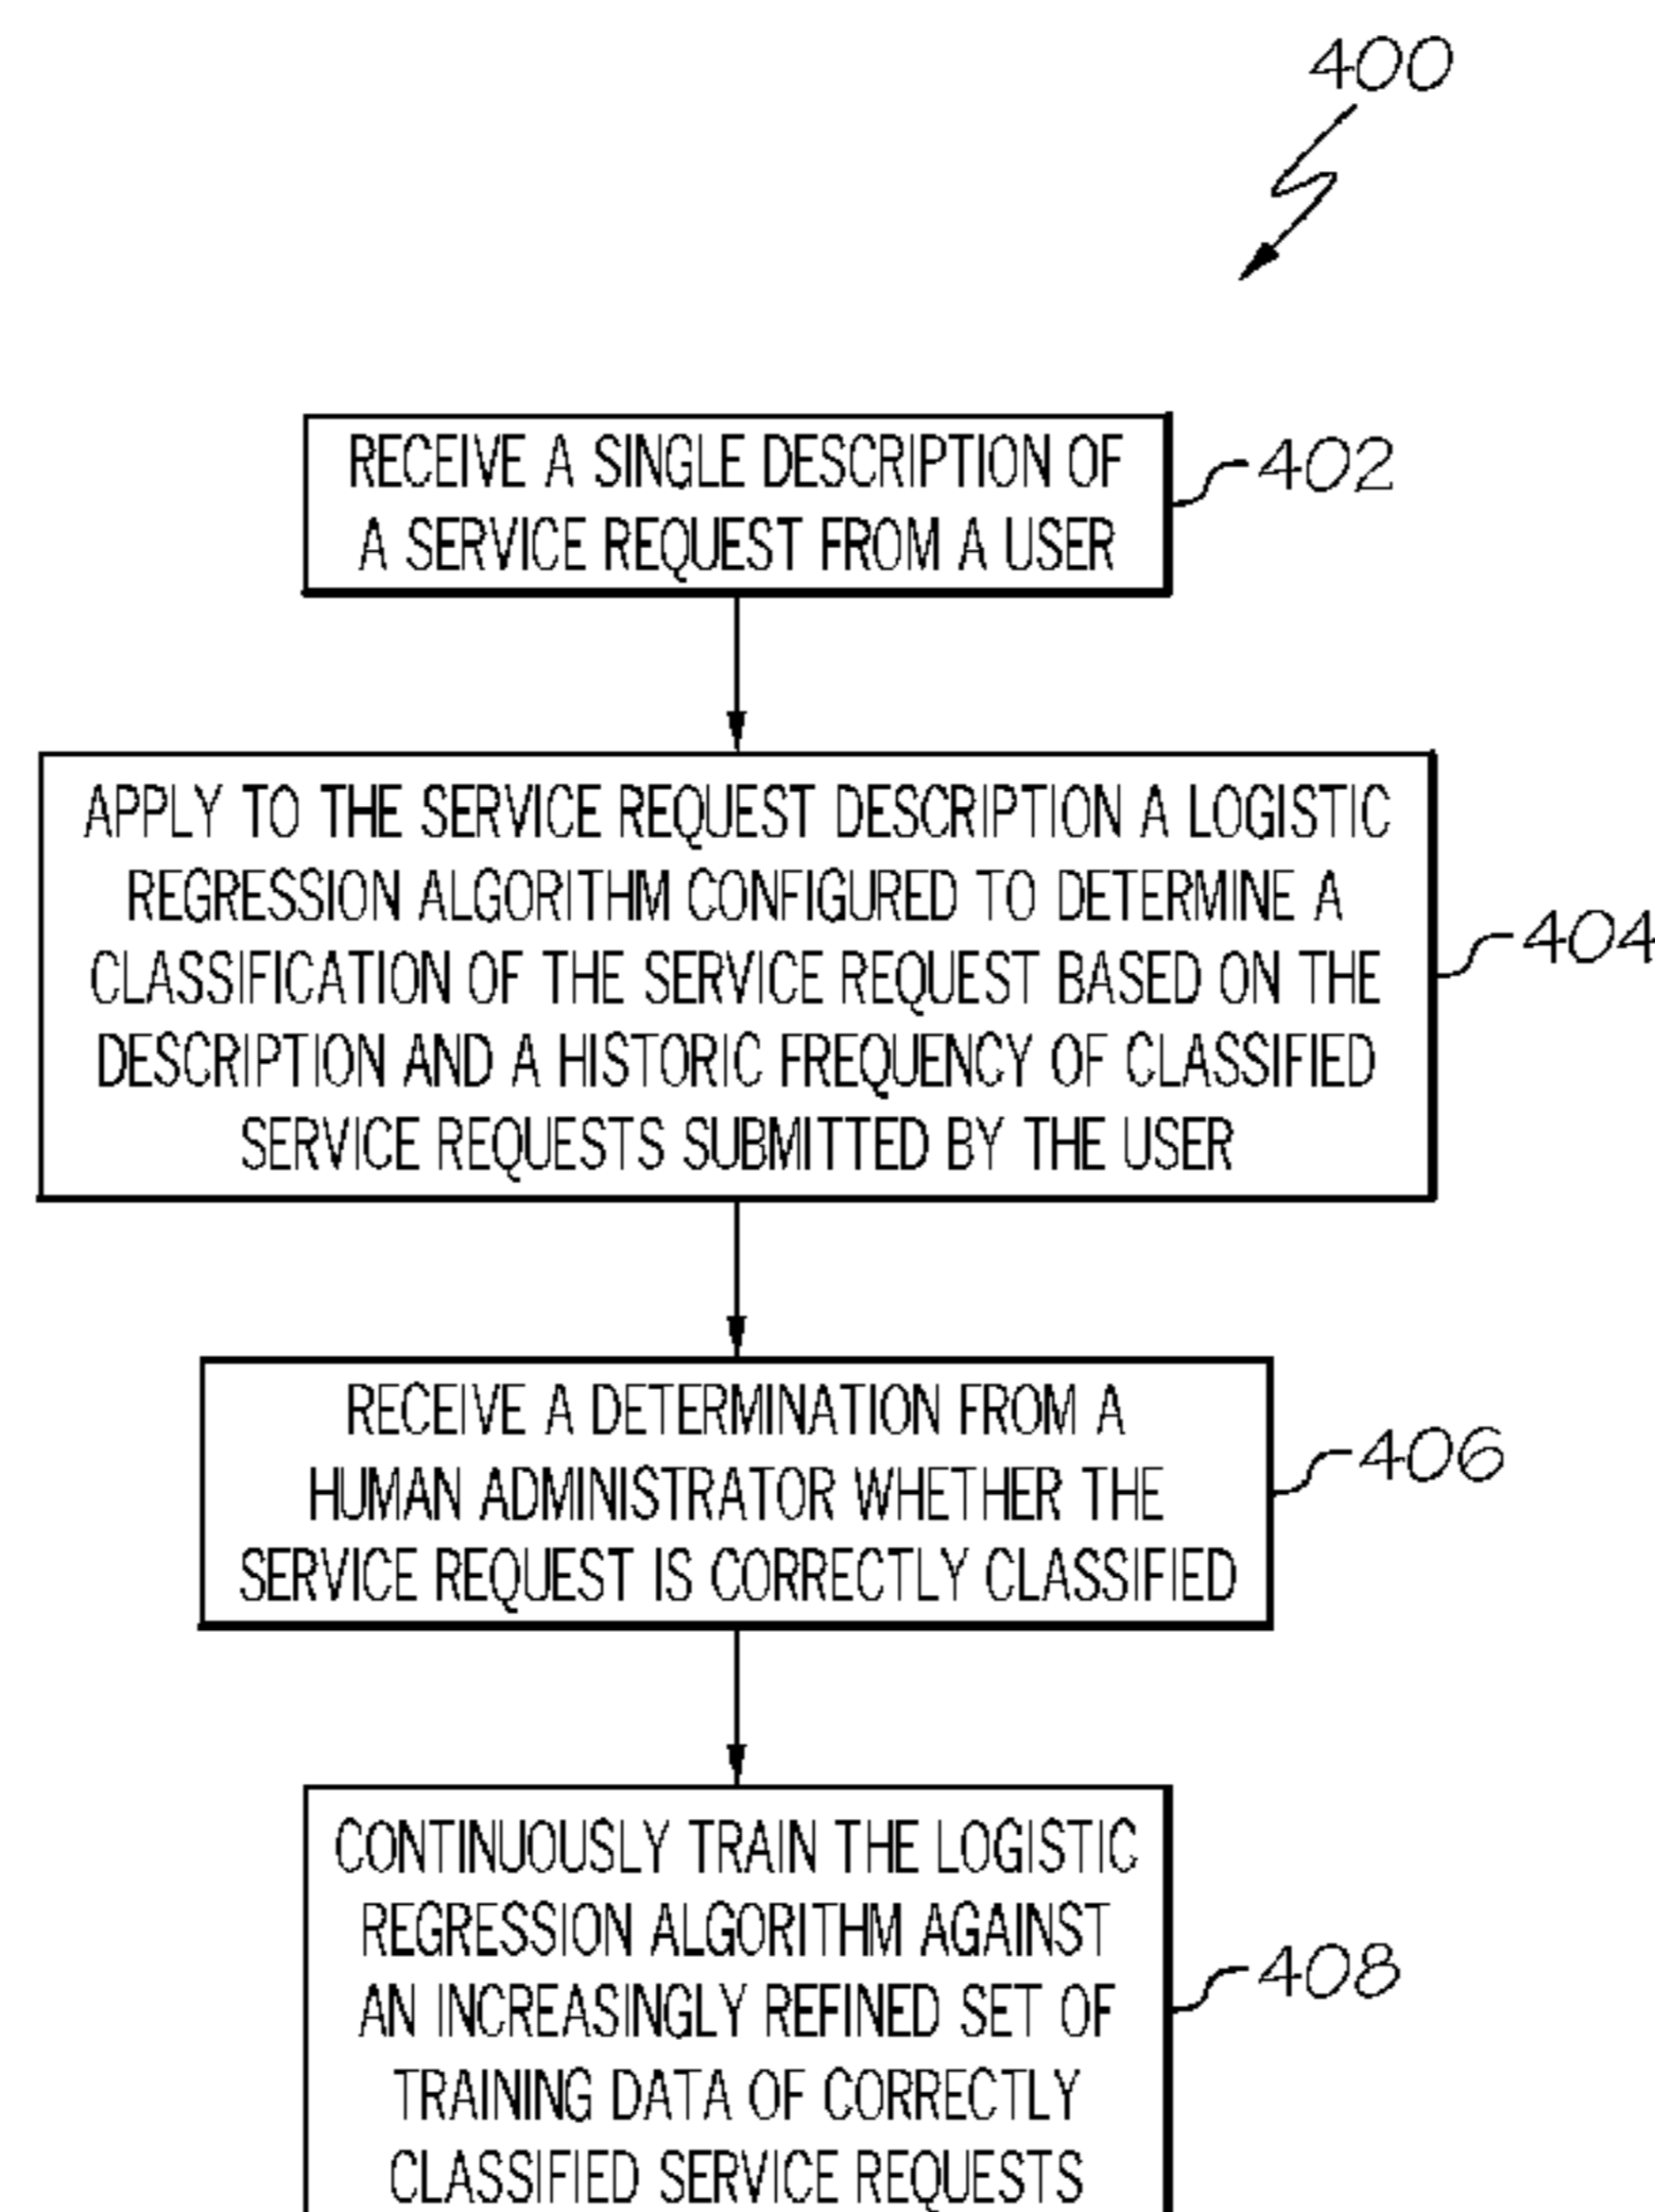 400
RECEIVE A SINGLE DESCRIPTION OF
A SERVICE REQUEST FROM A USER
402
APPLY TO THE SERVICE REQUEST DESCRIPTION A LOGISTIC
REGRESSION ALGORITHM CONFIGURED TO DETERMINE A
CLASSIFICATION OF THE SERVICE REQUEST BASED ON THE
DESCRIPTION AND A HISTORIC FREQUENCY OF CLASSIFIED
SERVICE REQUESTS SUBMITTED BY THE USER
404
RECEIVE A DETERMINATION FROM A
HUMAN ADMINISTRATOR WHETHER THE
SERVICE REQUEST IS CORRECTLY CLASSIFIED
406
CONTINUOUSLY TRAIN THE LOGISTIC
REGRESSION ALGORITHM AGAINST
AN INCREASINGLY REFINED SET OF
TRAINING DATA OF CORRECTLY
CLASSIFIED SERVICE REQUESTS
408